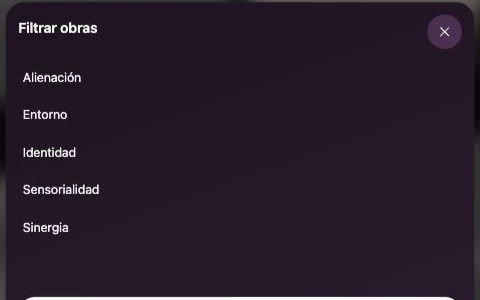 Filtrar obras
Alienación
Entorno
Identidad
Sensorialidad
Sinergia